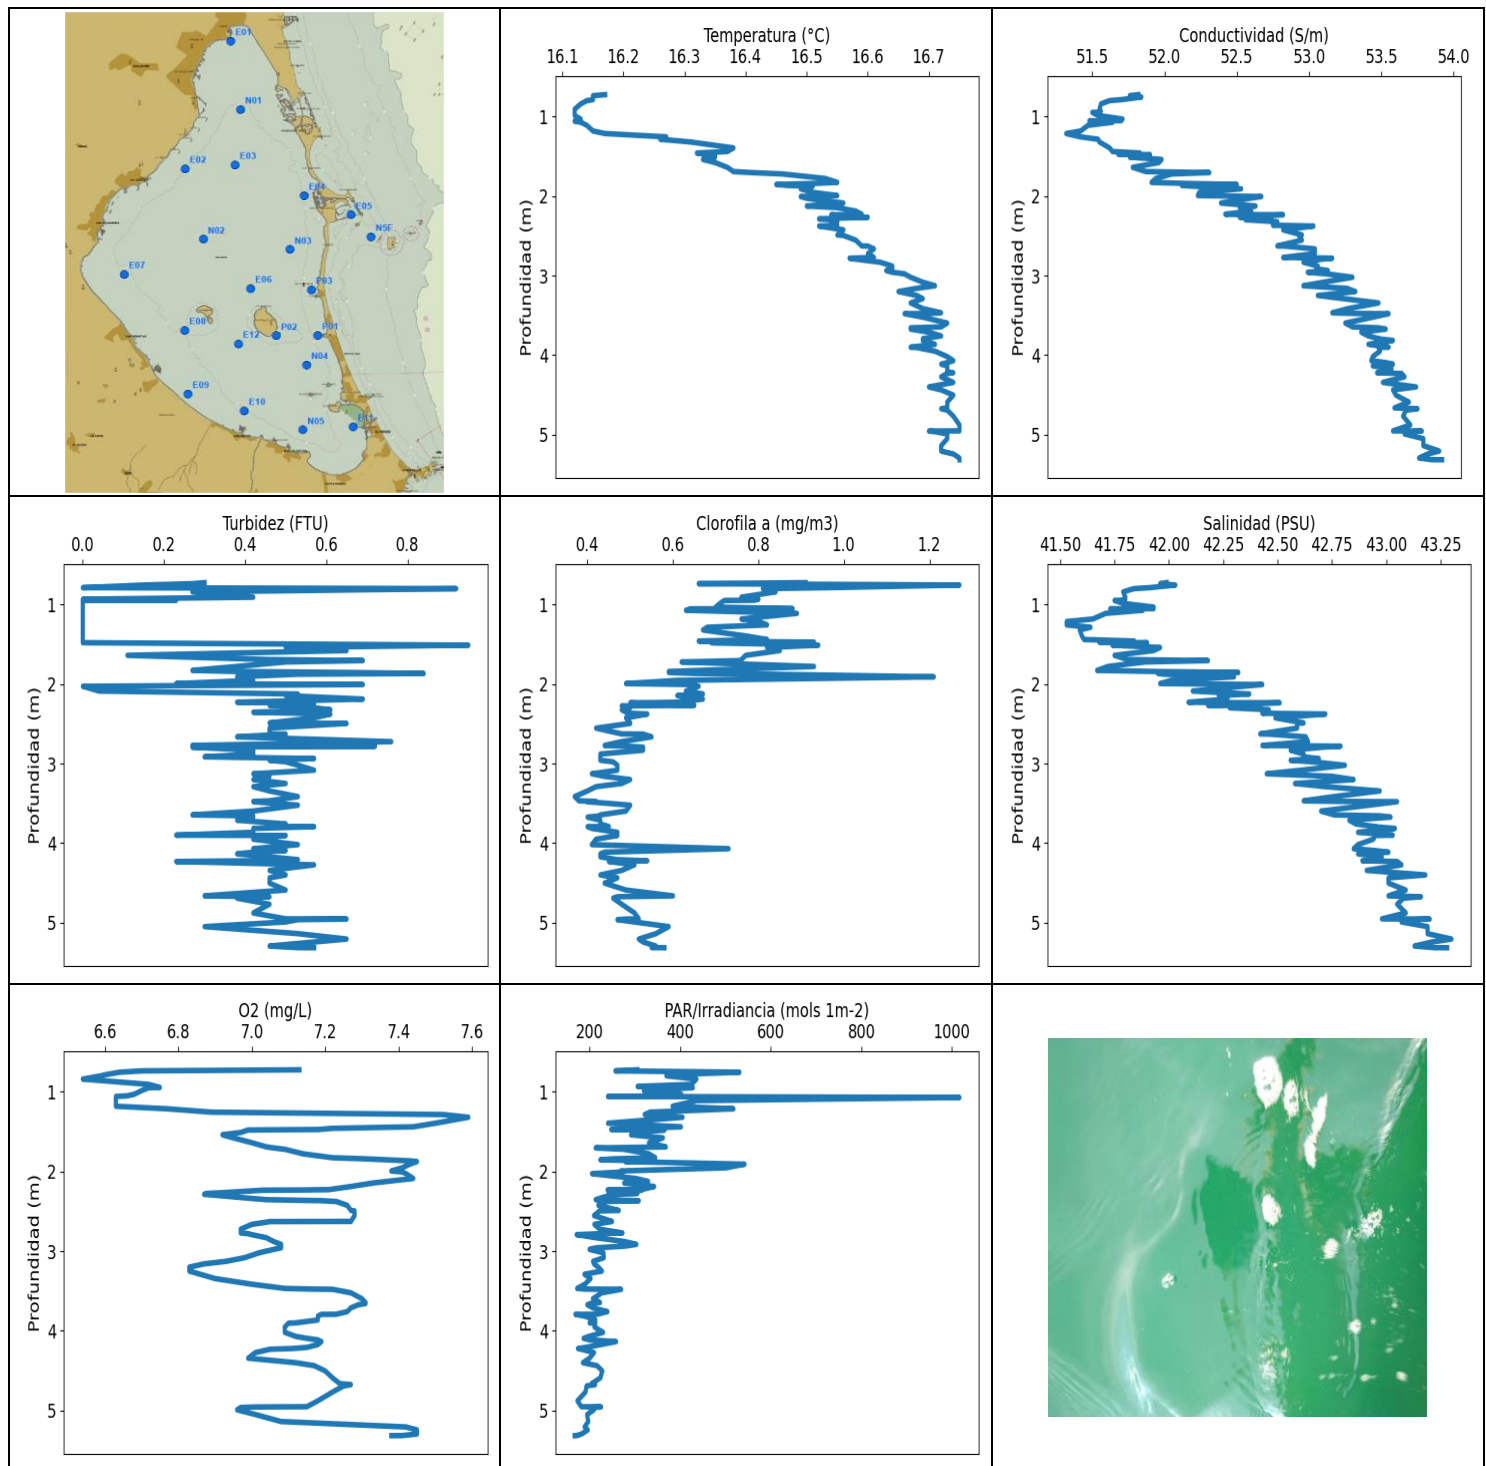 E01
N01
E02
E03
E04
E05
N5F
N02
N03
E07
E06
P03
E08
E12
P02
P01
N04
E09
E10
N05
E11
Temperatura (°C)
16.1 16.2 16.3 16.4 16.5 16.6 16.7
Profundidad (m)
1
2
3
4
5
Conductividad (S/m)
51.5 52.0 52.5 53.0 53.5 54.0
Profundidad (m)
1
2
3
4
5
Turbidez (FTU)
0.0 0.2 0.4 0.6 0.8
Profundidad (m)
1
2
3
4
5
Clorofila a (mg/m3)
0.4 0.6 0.8 1.0 1.2
Profundidad (m)
1
2
3
4
5
Salinidad (PSU)
41.50 41.75 42.00 42.25 42.50 42.75 43.00 43.25
Profundidad (m)
1
2
3
4
5
O2 (mg/L)
6.6 6.8 7.0 7.2 7.4 7.6
Profundidad (m)
1
2
3
4
5
PAR/Irradiancia (mols 1m-2)
200 400 600 800 1000
Profundidad (m)
1
2
3
4
5